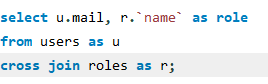 select u.mail, r.`name` as role
from users as u
cross join roles as r;